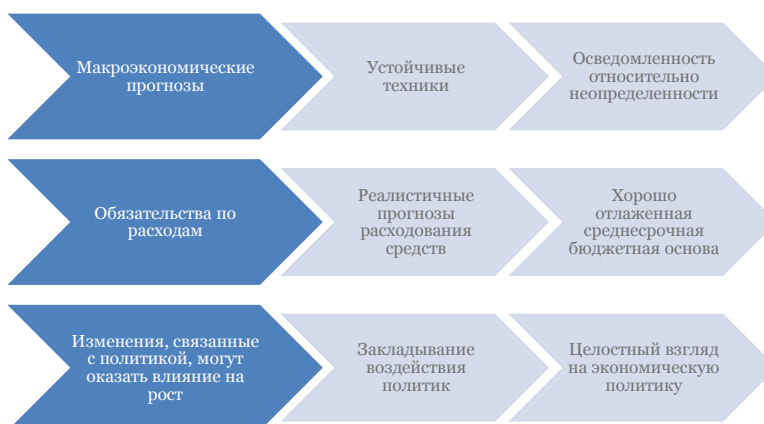 Макроэкономические
прогнозы
Устойчивые
техники
Осведомленность
относительно
неопределенности
Обязательства по
расходам
Реалистичные
прогнозы
расходования
средств
Хорошо
отлаженная
среднесрочная
бюджетная основа
Изменения, связанные
с политикой, могут
оказать влияние на
рост
Закладывание
воздействия
политик
Целостный взгляд
на экономическую
политику